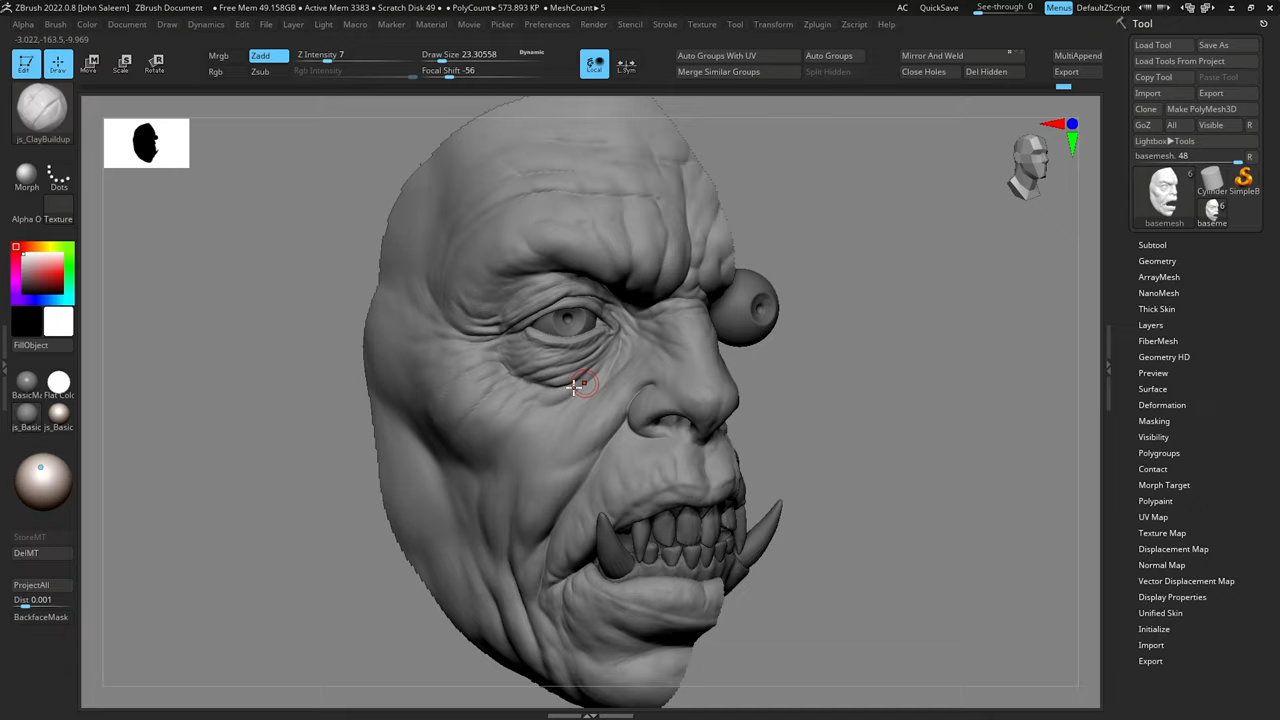 ZBrush 2022.0.8 [John Saleem] ZBrush Document • Free Mem 49.158GB • Active Mem 3383 • Scratch Disk 49 • PolyCount▸573.893 KP • MeshCount▸5
AC QuickSave See-through 0 Menus DefaultZScript
Alpha Brush Color Document Draw Dynamics Edit File Layer Light Macro Marker Material Movie Picker Preferences Render Stencil Stroke Texture Tool Transform Zplugin Zscript Help
-3.022,-163.5,-9.969
Edit Draw Move Scale Rotate
Mrgb Zadd Z Intensity 7 Draw Size 23.30558 Dynamic
Rgb Zsub Rgb Intensity Focal Shift -56
Local L.Sym
Auto Groups With UV Auto Groups Mirror And Weld MultiAppend
Merge Similar Groups Split Hidden Close Holes Del Hidden Export
js_ClayBuildup
Morph Dots
Alpha O Texture
FillObject
BasicMa Flat Colo
js_Basic js_Basic
StoreMT
DelMT
ProjectAll
Dist 0.001
BackfaceMask
Tool
Load Tool Save As
Load Tools From Project
Copy Tool Paste Tool
Import Export
Clone Make PolyMesh3D
GoZ All Visible R
Lightbox▸Tools
basemesh. 48 R
6
Cylinder SimpleB
6
basemesh baseme
Subtool
Geometry
ArrayMesh
NanoMesh
Thick Skin
Layers
FiberMesh
Geometry HD
Preview
Surface
Deformation
Masking
Visibility
Polygroups
Contact
Morph Target
Polypaint
UV Map
Texture Map
Displacement Map
Normal Map
Vector Displacement Map
Display Properties
Unified Skin
Initialize
Import
Export